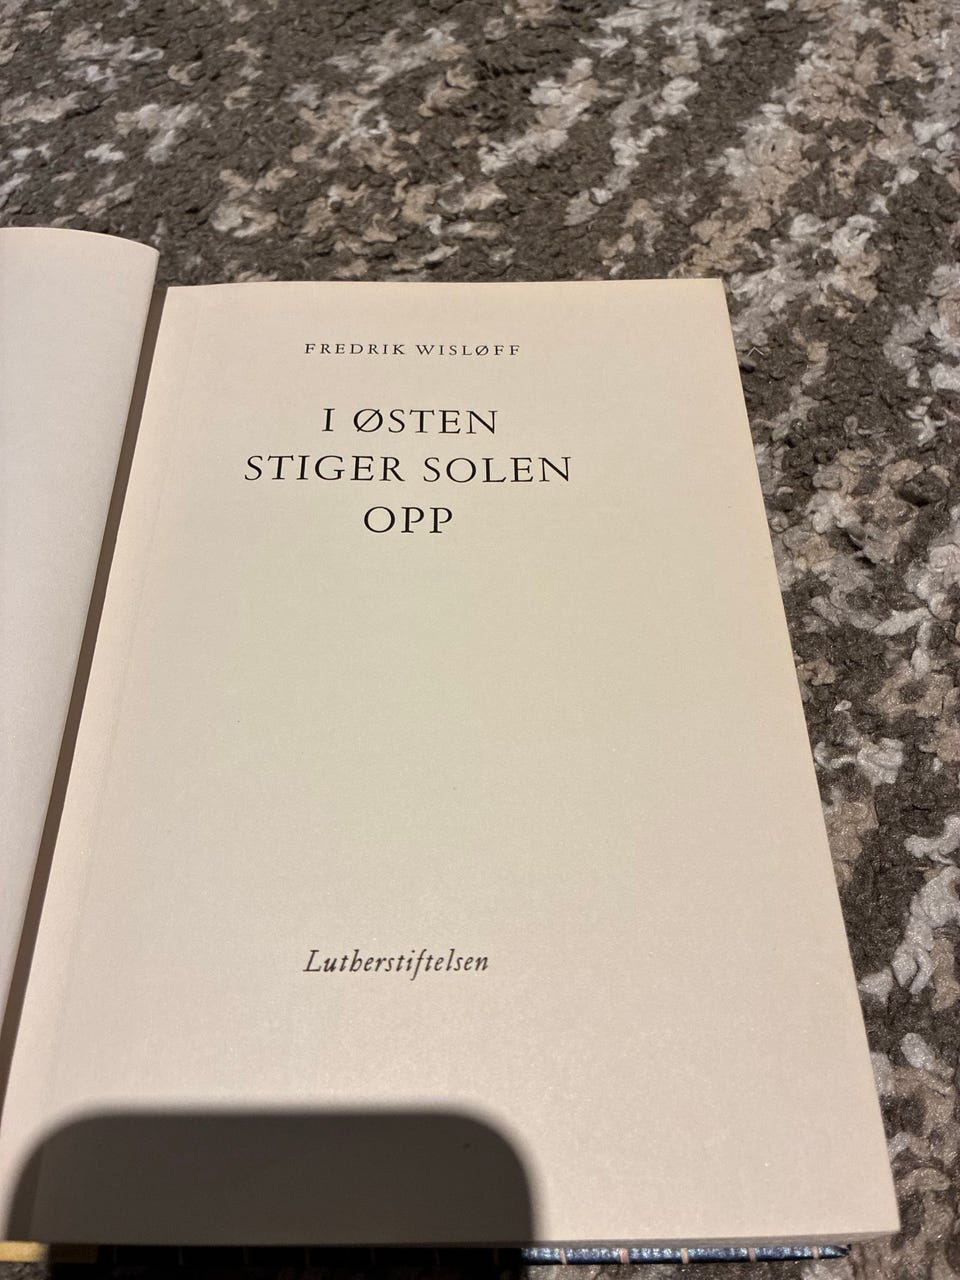 FREDRIK WISLØFF
I ØSTEN
STIGER SOLEN
OPP
Lutherstiftelsen